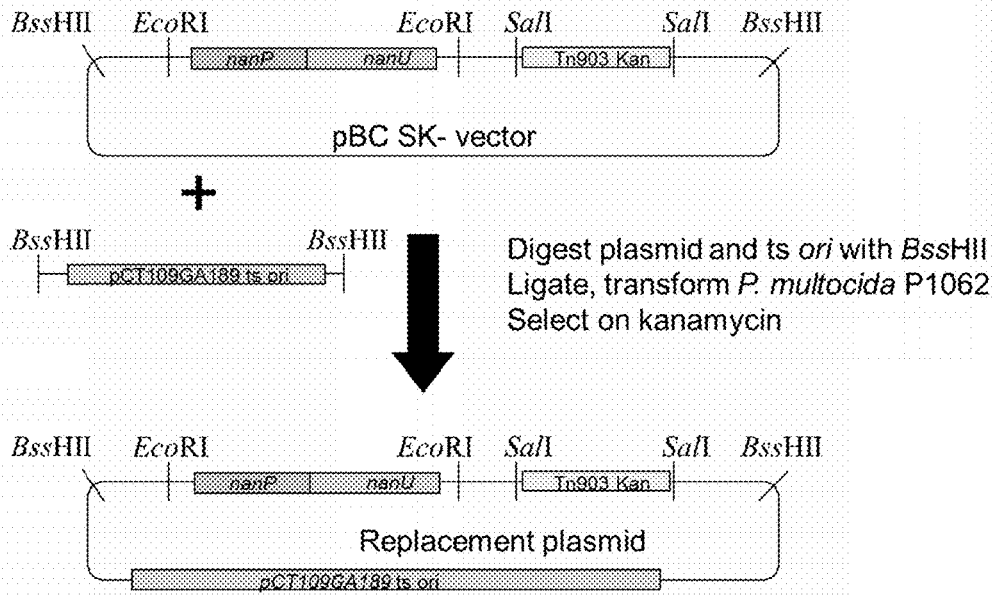 BssHII EcoRI EcoRI SalI SalI BssHII
nanP nanU Tn903 Kan
pBC SK- vector
+
BssHII BssHII
pCT109GA189 ts ori
Digest plasmid and ts ori with BssHII
Ligate, transform P. multocida P1062
Select on kanamycin
BssHII EcoRI EcoRI SalI SalI BssHII
nanP nanU Tn903 Kan
Replacement plasmid
pCT109GA189 ts ori